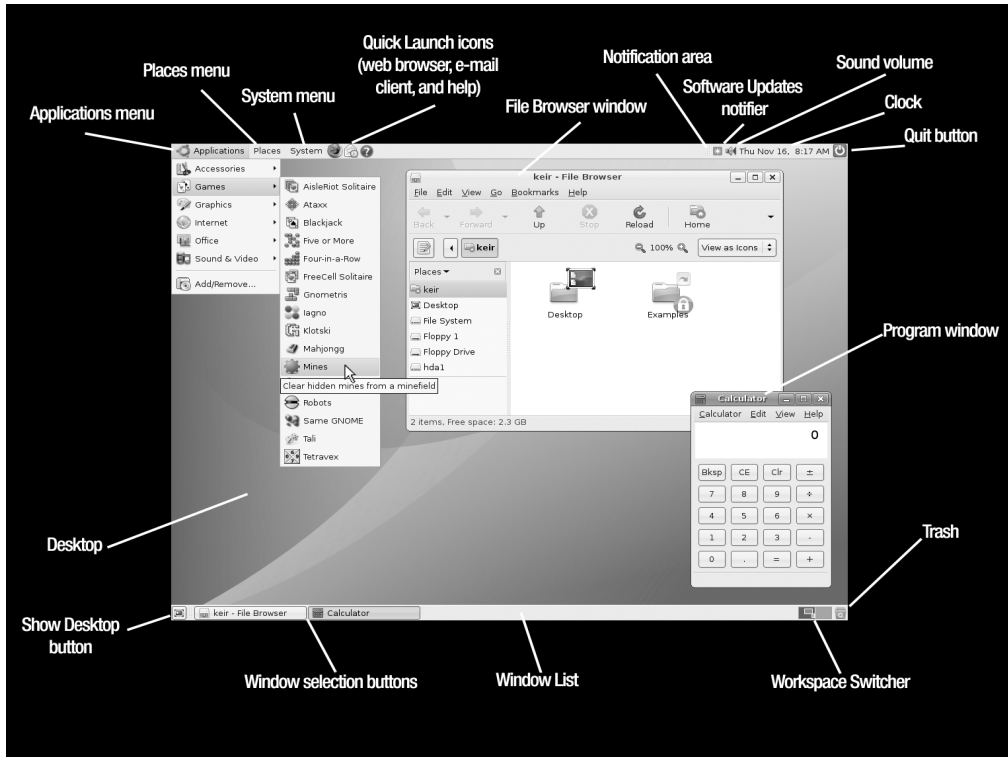 Quick Launch icons
(web browser, e-mail
client, and help)
Places menu
System menu
Applications menu
File Browser window
Notification area
Software Updates
notifier
Sound volume
Clock
Quit button
Applications Places System
Thu Nov 16, 8:17 AM
Accessories
Games
Graphics
Internet
Office
Sound & Video
Add/Remove...
AisleRiot Solitaire
Ataxx
Blackjack
Five or More
Four-in-a-Row
FreeCell Solitaire
Gnometris
Iagno
Klotski
Mahjongg
Mines
Clear hidden mines from a minefield
Robots
Same GNOME
Tali
Tetravex
keir - File Browser
File Edit View Go Bookmarks Help
Back Forward Up Stop Reload Home
keir 100% View as Icons
Places
keir
Desktop
File System
Floppy 1
Floppy Drive
hda1
Desktop Examples
2 items, Free space: 2.3 GB
Program window
Calculator
Calculator Edit View Help
0
Bksp CE Clr ±
7 8 9 ÷
4 5 6 ×
1 2 3 -
0 . = +
Desktop
Trash
keir - File Browser Calculator
Show Desktop
button
Window selection buttons
Window List
Workspace Switcher